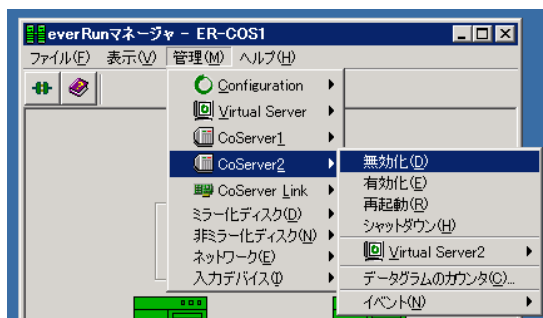 everRunマネージャ - ER-COS1
ファイル(F) 表示(V) 管理(M) ヘルプ(H)
Configuration
Virtual Server
CoServer1
CoServer2
CoServer Link
ミラー化ディスク(D)
非ミラー化ディスク(N)
ネットワーク(E)
入力デバイス(I)
無効化(D)
有効化(E)
再起動(R)
シャットダウン(H)
Virtual Server2
データグラムのカウンタ(C)...
イベント(N)